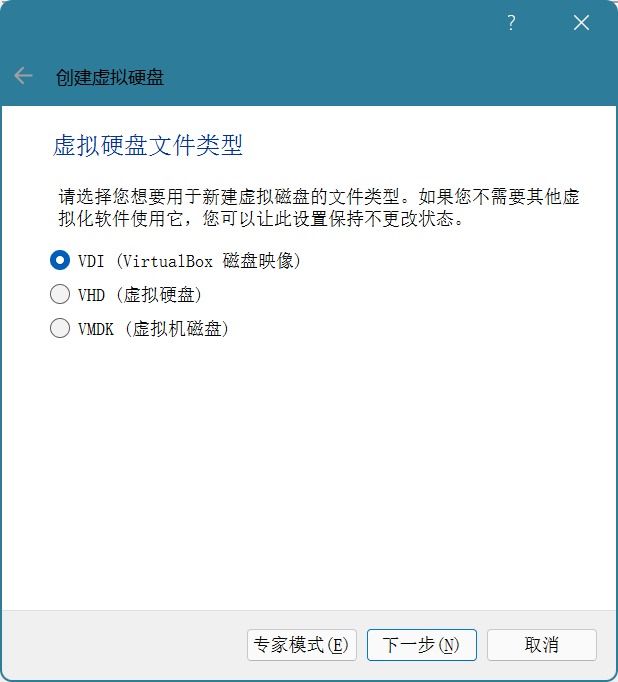 ?
创建虚拟硬盘
虚拟硬盘文件类型
请选择您想要用于新建虚拟磁盘的文件类型。如果您不需要其他虚
拟化软件使用它，您可以让此设置保持不更改状态。
VDI (VirtualBox 磁盘映像)
VHD (虚拟硬盘)
VMDK (虚拟机磁盘)
专家模式(E) 下一步(N) 取消